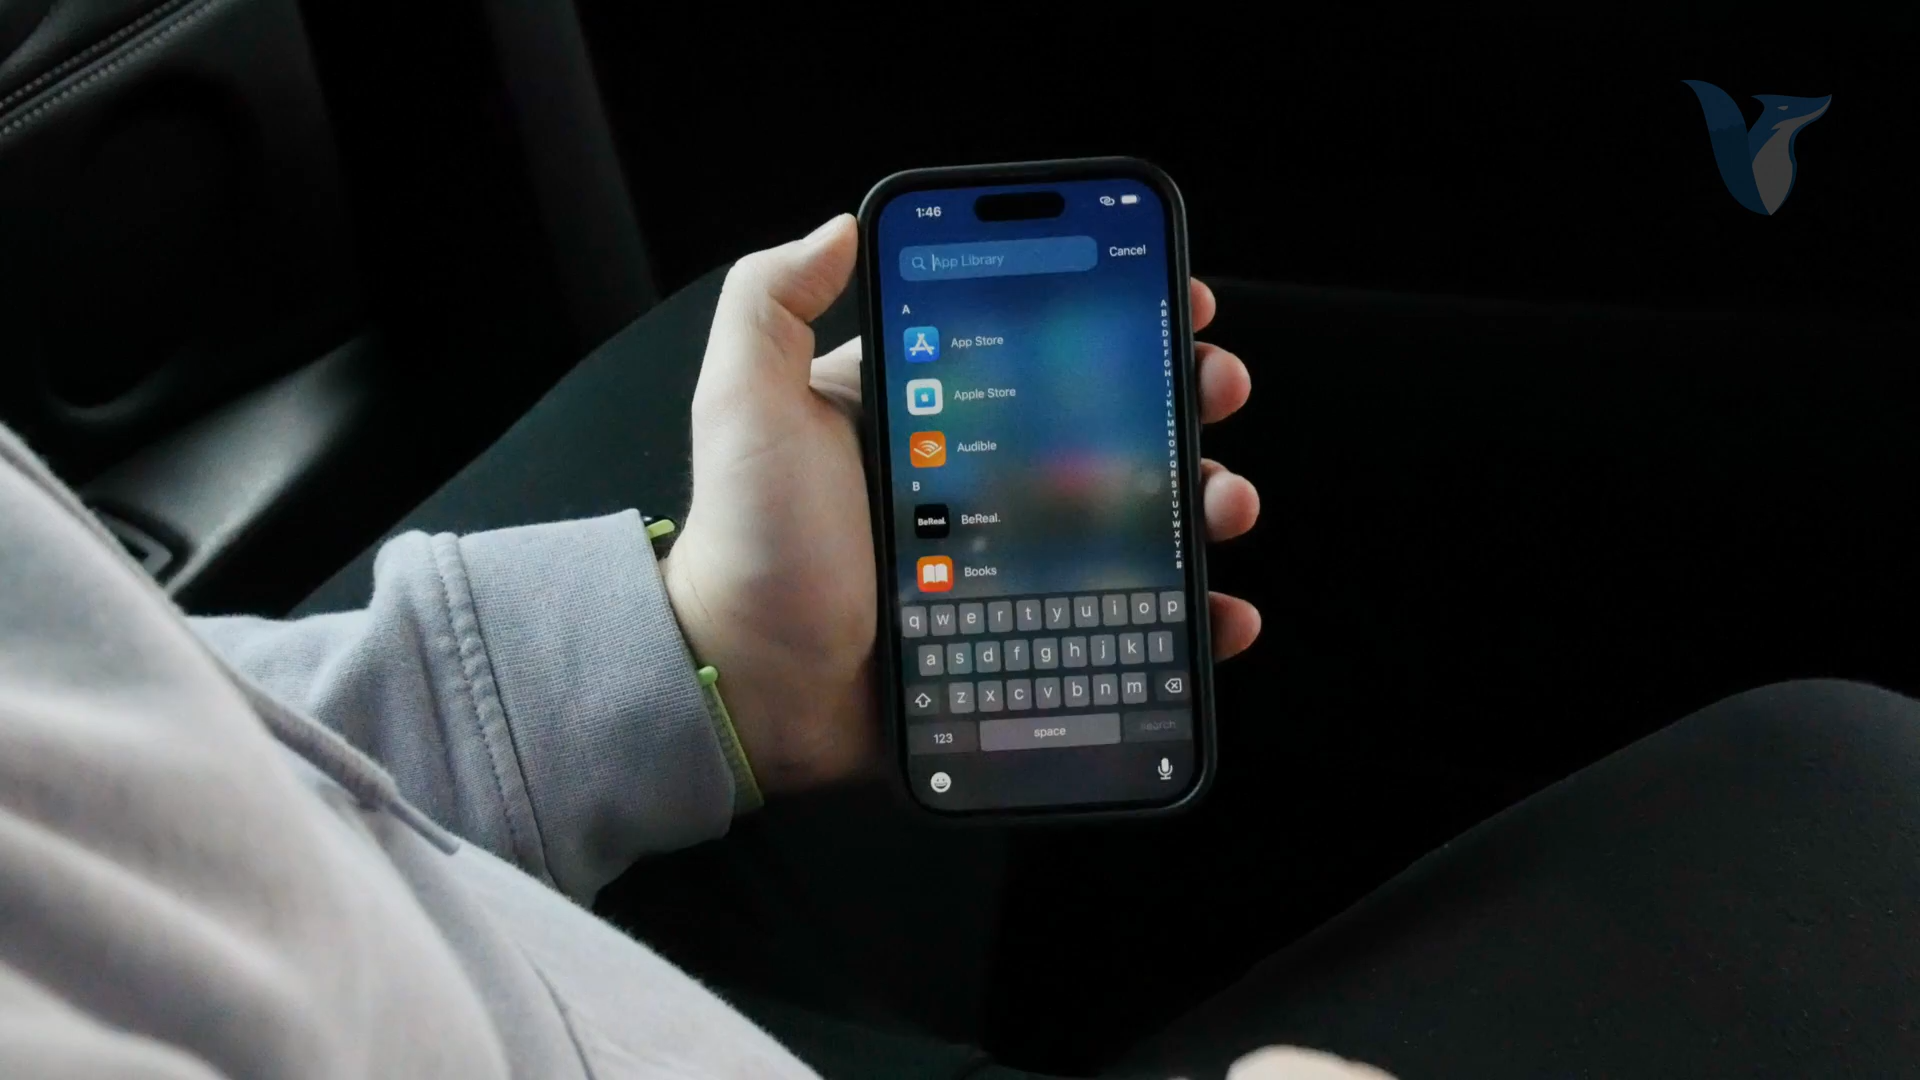 1:46
App Library Cancel
A
App Store
Apple Store
Audible
B
BeReal. BeReal.
Books
A
B
C
D
E
F
G
H
I
J
K
L
M
N
O
P
Q
R
S
T
U
V
W
X
Y
Z
#
q w e r t y u i o p
a s d f g h j k l
z x c v b n m
123 space search